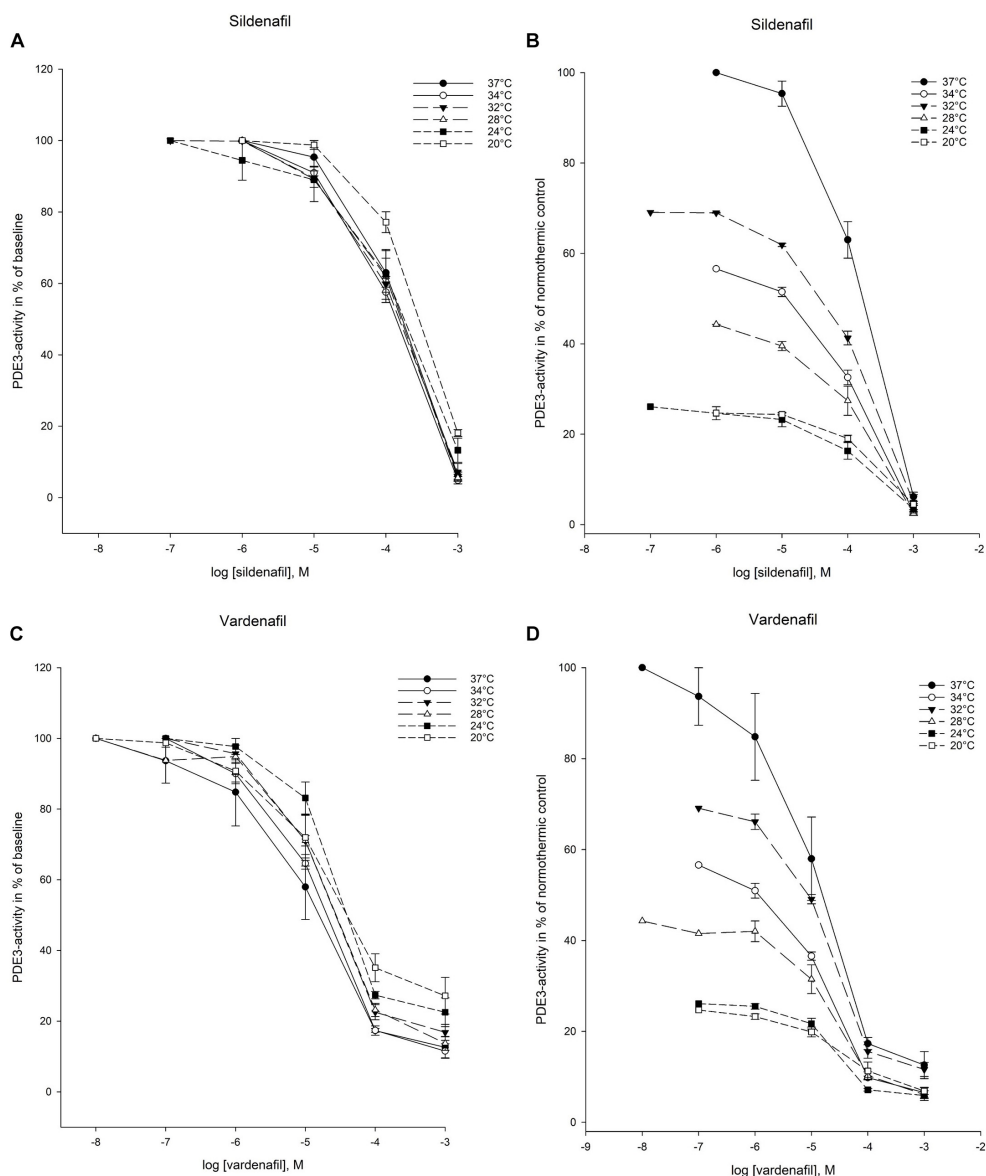 Sildenafil
A
PDE3-activity in % of baseline
120
100
80
60
40
20
0
-8 -7 -6 -5 -4 -3
log [sildenafil], M
37°C
34°C
32°C
28°C
24°C
20°C
Sildenafil
B
PDE3-activity in % of normothermic control
100
80
60
40
20
0
-8 -7 -6 -5 -4 -3 -2
log [sildenafil], M
37°C
34°C
32°C
28°C
24°C
20°C
Vardenafil
C
PDE3-activity in % of baseline
120
100
80
60
40
20
0
-8 -7 -6 -5 -4 -3
log [vardenafil], M
37°C
34°C
32°C
28°C
24°C
20°C
Vardenafil
D
PDE3-activity in % of normothermic control
100
80
60
40
20
0
-9 -8 -7 -6 -5 -4 -3 -2
log [vardenafil], M
37°C
34°C
32°C
28°C
24°C
20°C